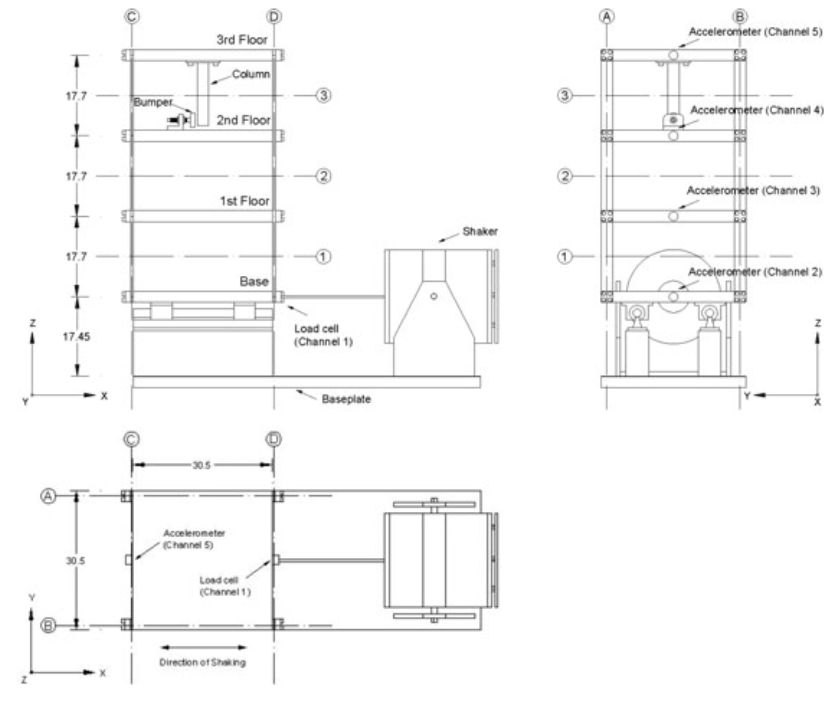 C
D
3rd Floor
Column
17.7
3
Bumper
2nd Floor
17.7
2
1st Floor
17.7
1
Base
Shaker
17.45
Load cell
(Channel 1)
Z
Y
X
Baseplate
A
B
Accelerometer (Channel 5)
3
Accelerometer (Channel 4)
2
Accelerometer (Channel 3)
1
Accelerometer (Channel 2)
Z
Y
X
C
D
30.5
A
Accelerometer
(Channel 5)
30.5
Load cell
(Channel 1)
Y
B
Z
X
Direction of Shaking